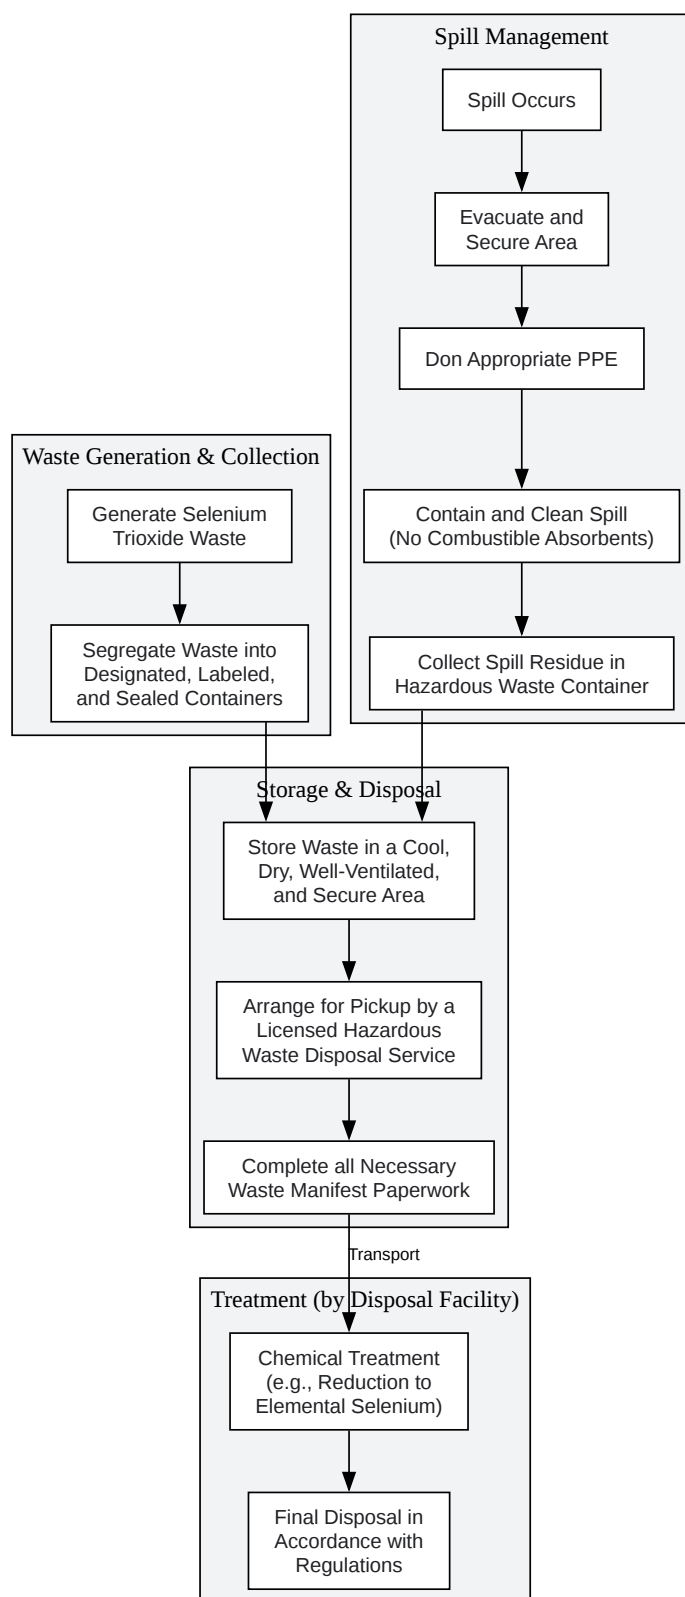 Spill Management
Spill Occurs
Evacuate and
Secure Area
Don Appropriate PPE
Contain and Clean Spill
(No Combustible Absorbents)
Collect Spill Residue in
Hazardous Waste Container
Waste Generation & Collection
Generate Selenium
Trioxide Waste
Segregate Waste into
Designated, Labeled,
and Sealed Containers
Storage & Disposal
Store Waste in a Cool,
Dry, Well-Ventilated,
and Secure Area
Arrange for Pickup by a
Licensed Hazardous
Waste Disposal Service
Complete all Necessary
Waste Manifest Paperwork
Transport
Treatment (by Disposal Facility)
Chemical Treatment
(e.g., Reduction to
Elemental Selenium)
Final Disposal in
Accordance with
Regulations